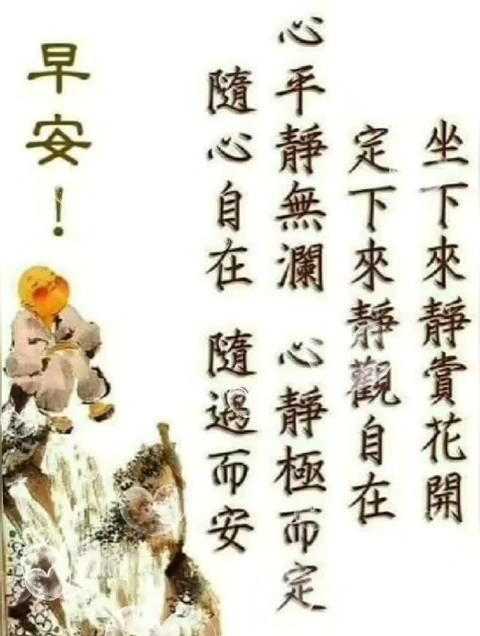 坐下來靜賞花開
定下來靜觀自在
心平靜無瀾 心靜極而定
隨心自在 隨遇而安
早安！